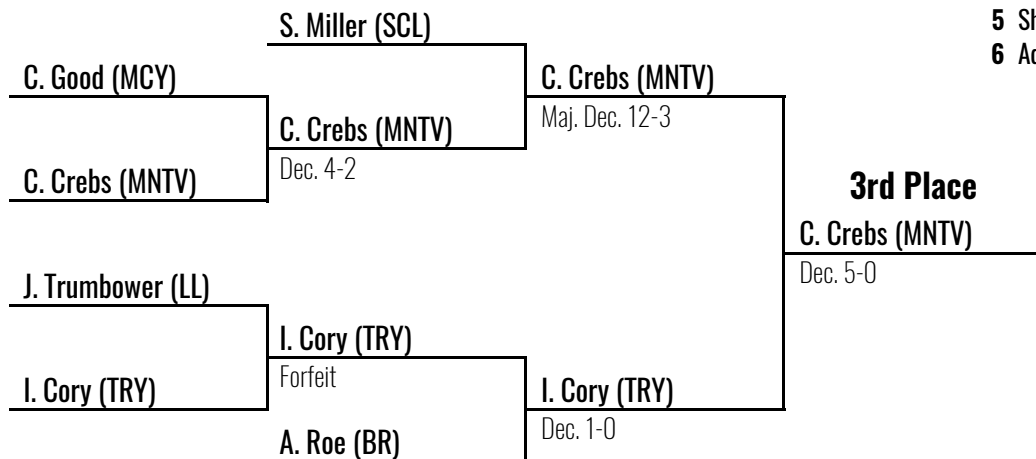 5
6
S. Miller (SCL)
C. Good (MCY)
C. Crebs (MNTV)
Maj. Dec. 12-3
C. Crebs (MNTV)
Dec. 4-2
C. Crebs (MNTV)
3rd Place
C. Crebs (MNTV)
Dec. 5-0
J. Trumbower (LL)
I. Cory (TRY)
Forfeit
I. Cory (TRY)
I. Cory (TRY)
Dec. 1-0
A. Roe (BR)